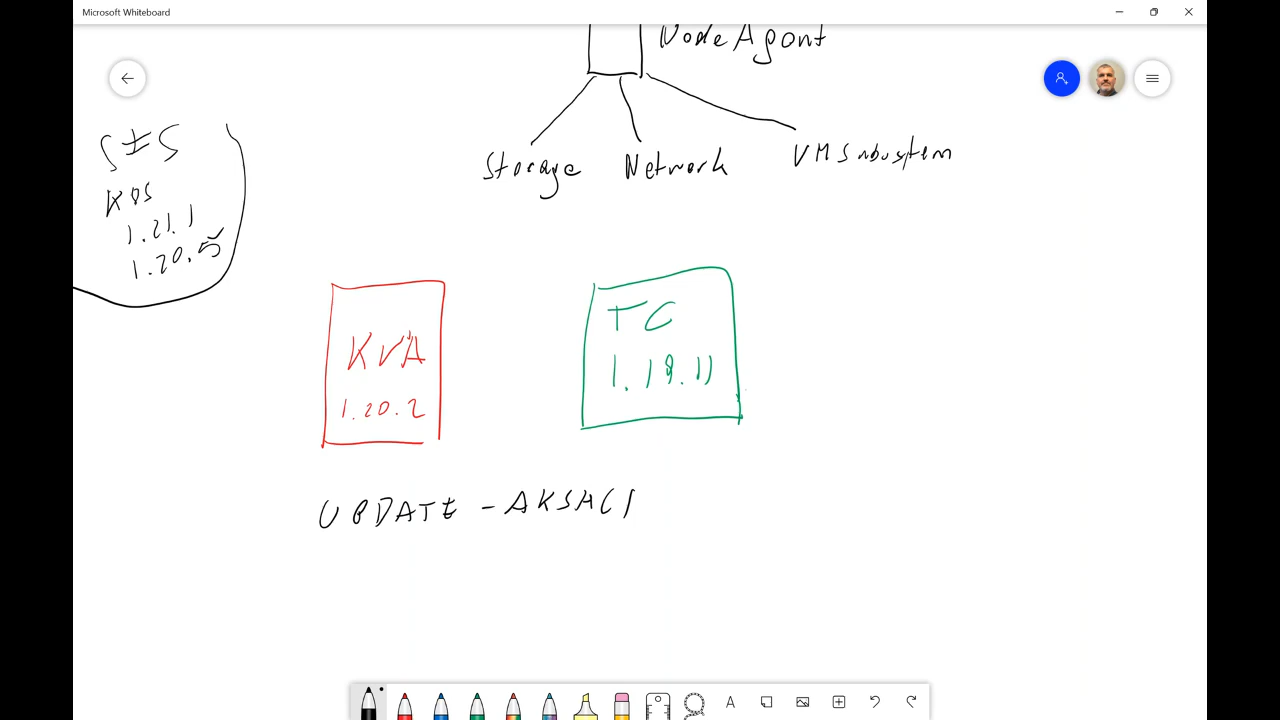 Microsoft Whiteboard
NodeAgent
Storage Network VMSubsystem
K8S
1.21.1
1.20.5
KVA
1.20.2
TC
1.19.11
UPDATE - AKSHCI
A